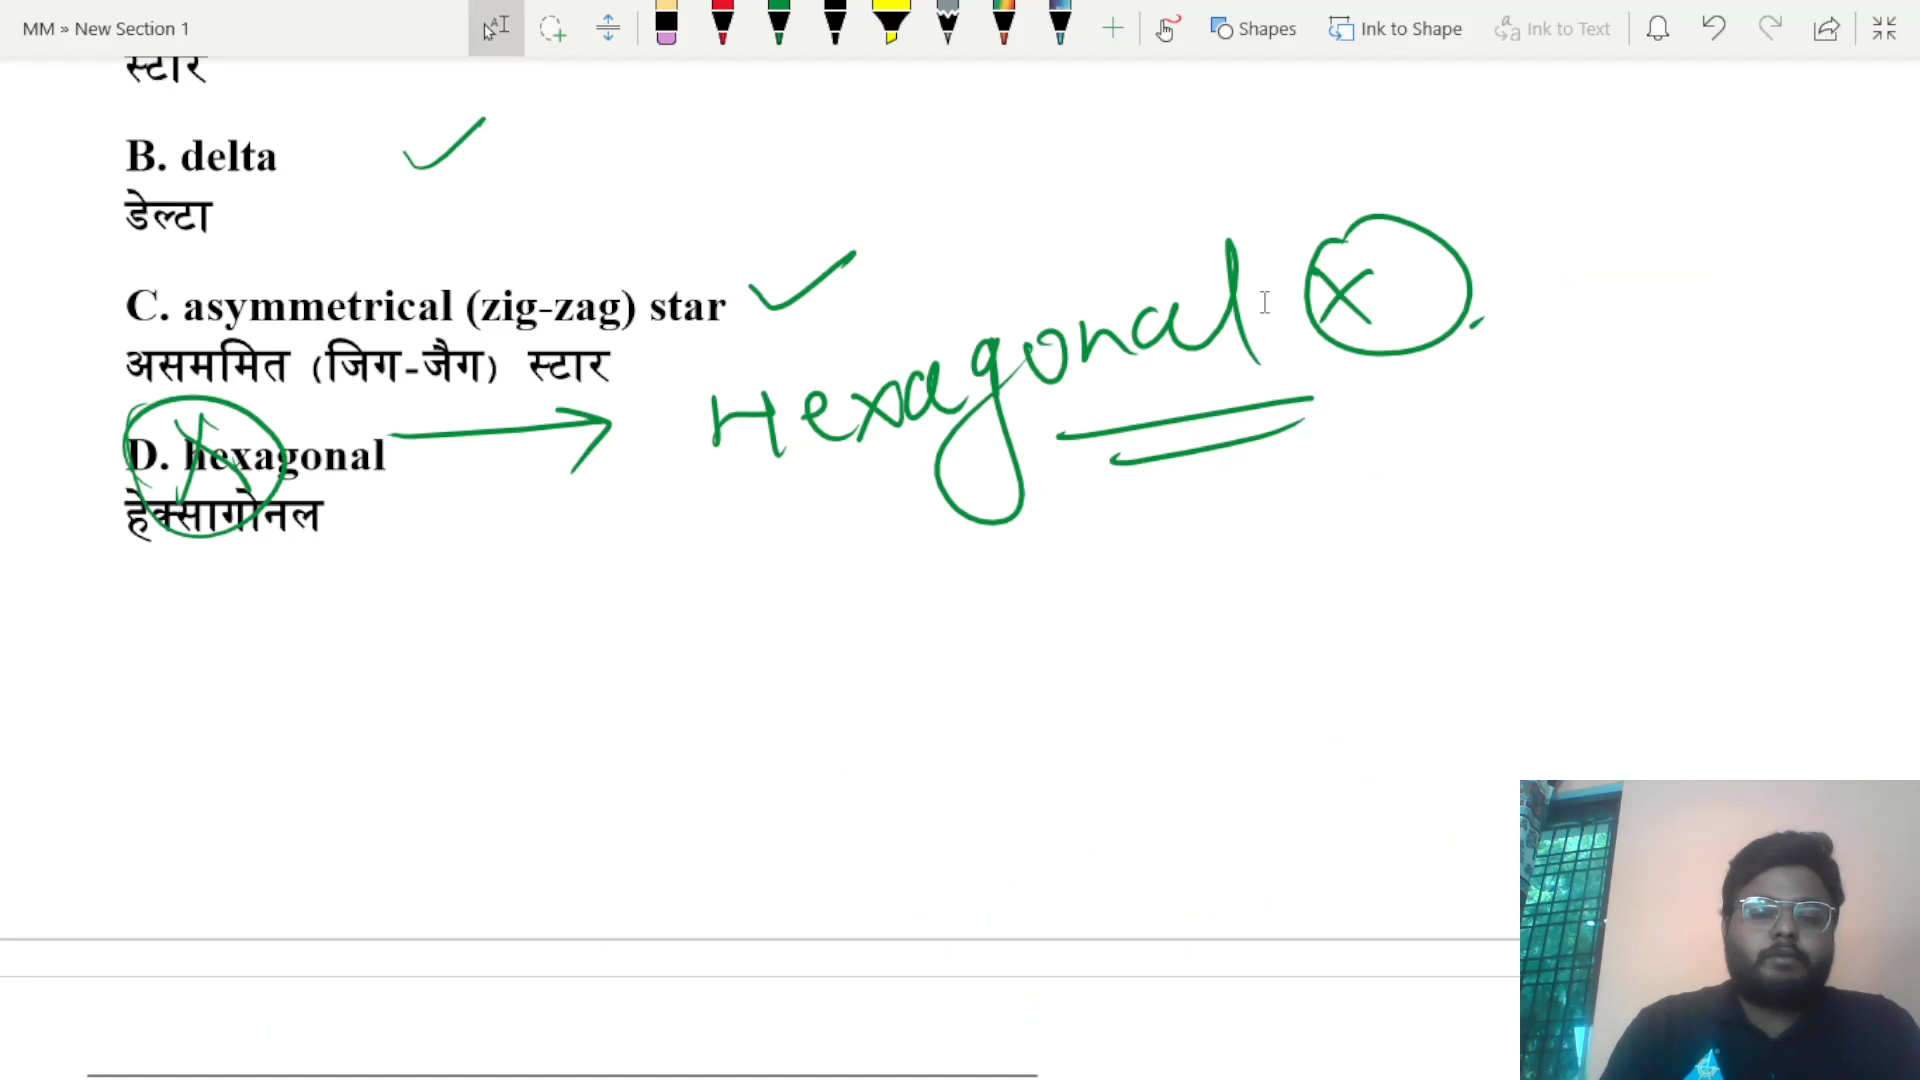 MM » New Section 1
Shapes
Ink to Shape
Ink to Text
स्टार
B. delta
डेल्टा
C. asymmetrical (zig-zag) star
असममित (जिग-जैग) स्टार
Hexagonal X
D. hexagonal
हेक्सागोनल